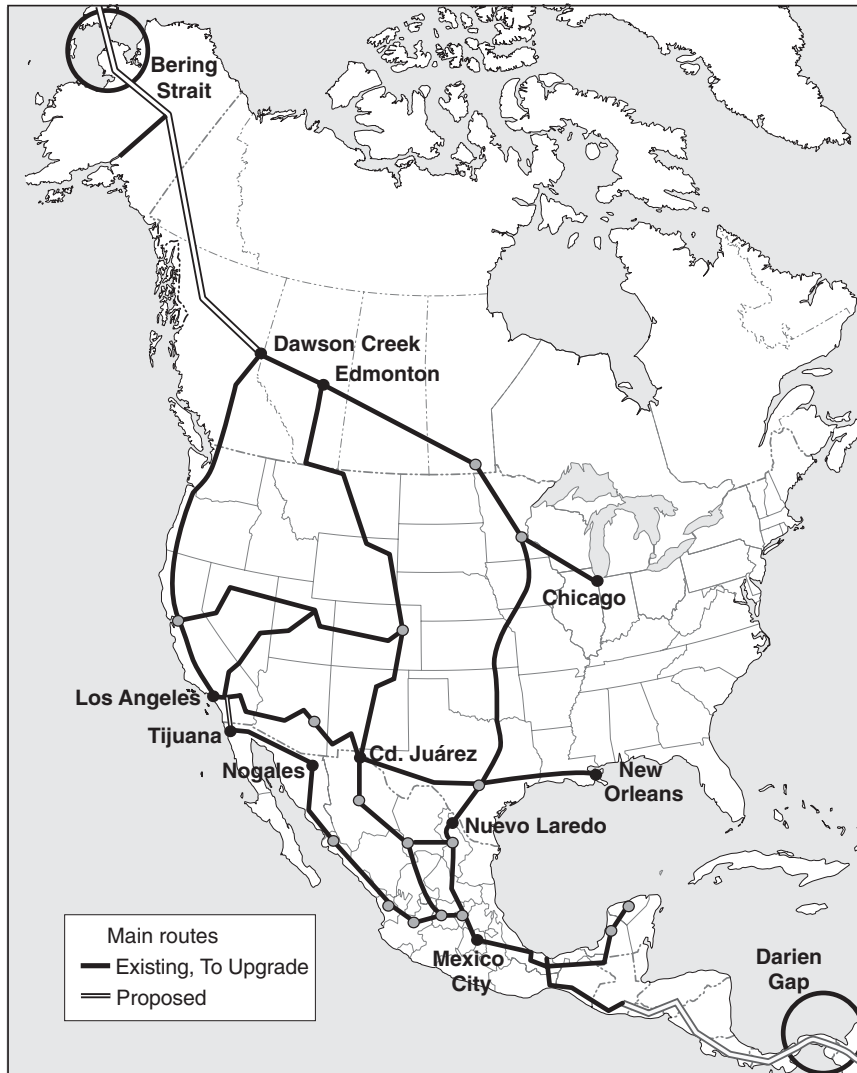 Bering
Strait
Dawson Creek
Edmonton
Chicago
Los Angeles
Tijuana
Nogales
Cd. Juárez
New
Orleans
Nuevo Laredo
Mexico
City
Darien
Gap
Main routes
Existing, To Upgrade
Proposed